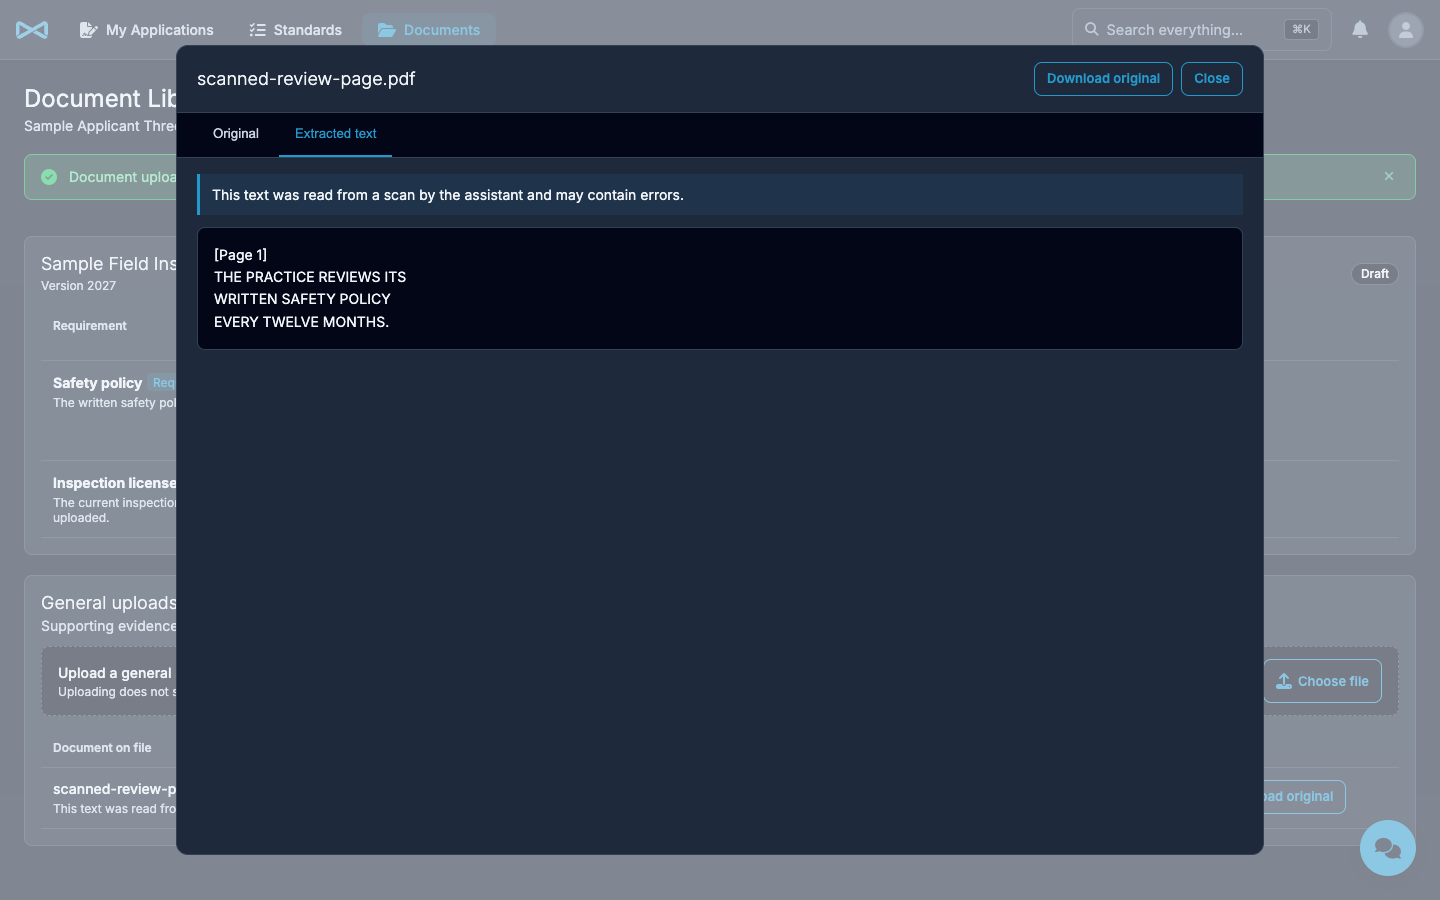 My Applications
Standards
Documents
Search everything...
⌘K
Document Lib
Sample Applicant Three
Document uploa
scanned-review-page.pdf
Download original
Close
Original
Extracted text
This text was read from a scan by the assistant and may contain errors.
[Page 1]
THE PRACTICE REVIEWS ITS
WRITTEN SAFETY POLICY
EVERY TWELVE MONTHS.
Sample Field Ins
Version 2027
Draft
Requirement
Safety policy Req
The written safety pol
Inspection license
The current inspection
uploaded.
General uploads
Supporting evidence
Upload a general
Uploading does not s
Choose file
Document on file
scanned-review-p
This text was read fro
oad original